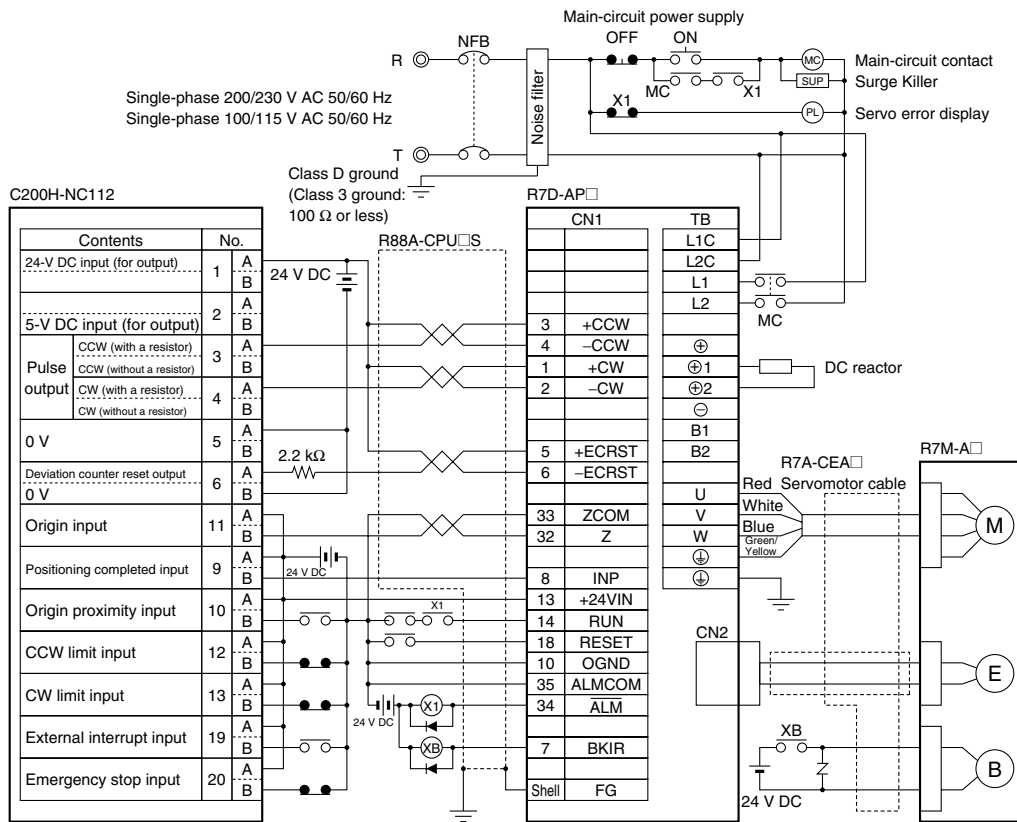 Main-circuit power supply
OFF
ON
NFB
R
MC
Main-circuit contact
SUP
Surge Killer
MC
X1
X1
PL
Servo error display
Noise filter
Single-phase 200/230 V AC 50/60 Hz
Single-phase 100/115 V AC 50/60 Hz
T
Class D ground
(Class 3 ground:
100 Ω or less)
C200H-NC112
Contents No.
24-V DC input (for output) 1 A B
5-V DC input (for output) 2 A B
Pulse output
CCW (with a resistor) 3 A
CCW (without a resistor) B
CW (with a resistor) 4 A
CW (without a resistor) B
0 V 5 A B
Deviation counter reset output 6 A
0 V B
Origin input 11 A B
Positioning completed input 9 A B
Origin proximity input 10 A B
CCW limit input 12 A B
CW limit input 13 A B
External interrupt input 19 A B
Emergency stop input 20 A B
R88A-CPU□S
24 V DC
2.2 kΩ
24 V DC
X1
24 V DC
X1
XB
R7D-AP□
CN1
3 +CCW
4 −CCW
1 +CW
2 −CW
5 +ECRST
6 −ECRST
33 ZCOM
32 Z
8 INP
13 +24VIN
14 RUN
18 RESET
10 OGND
35 ALMCOM
34 ALM
7 BKIR
Shell FG
TB
L1C
L2C
L1
L2
⊕
⊕1
⊕2
⊖
B1
B2
U
V
W
MC
DC reactor
R7A-CEA□
Servomotor cable
Red
White
Blue
Green/
Yellow
CN2
XB
24 V DC
R7M-A□
M
E
B